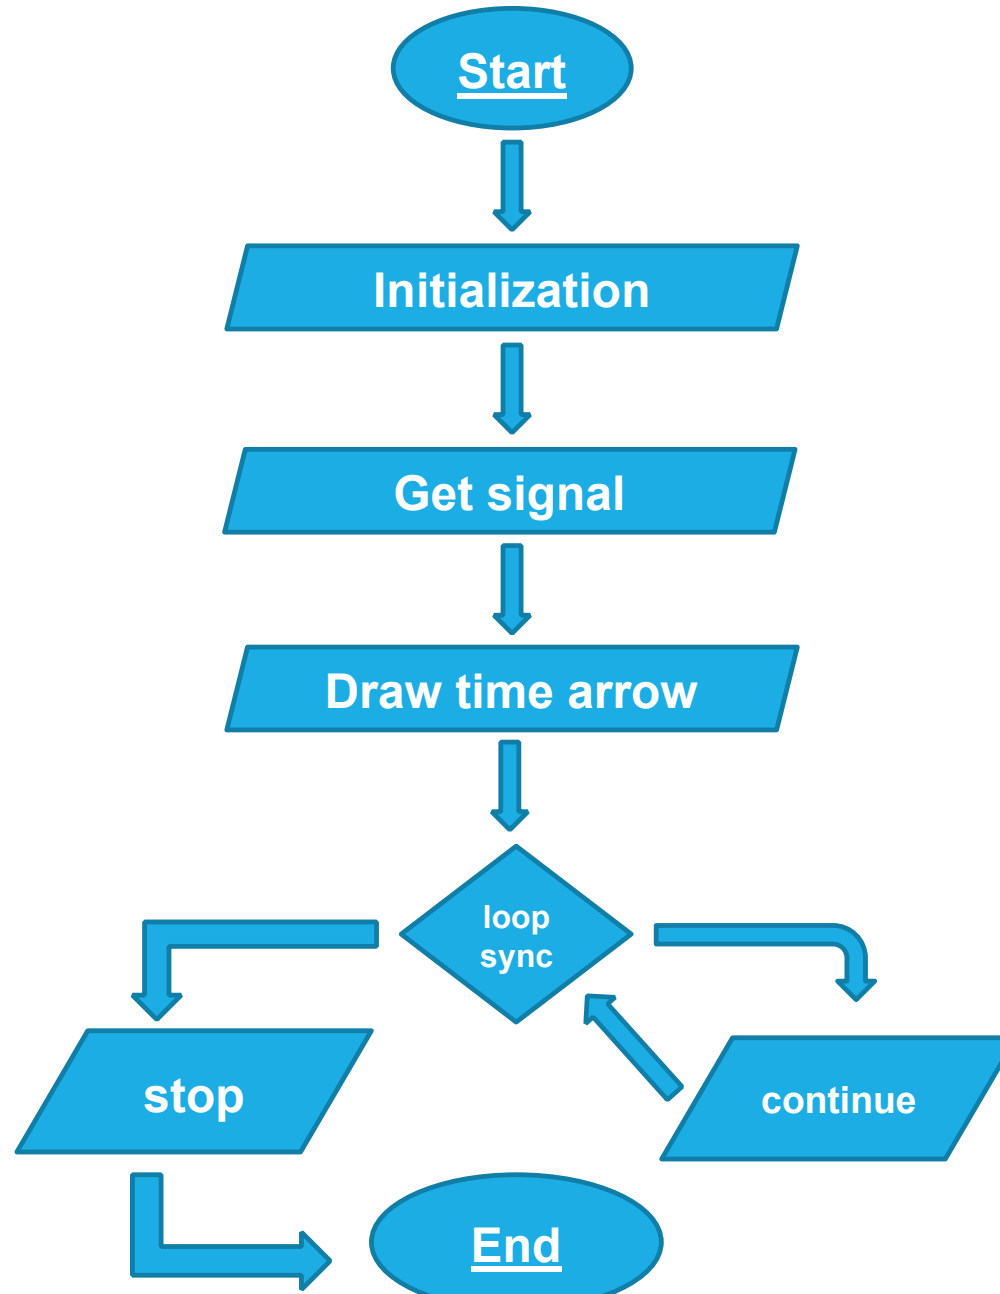 Start
Initialization
Get signal
Draw time arrow
loop
sync
stop
continue
End